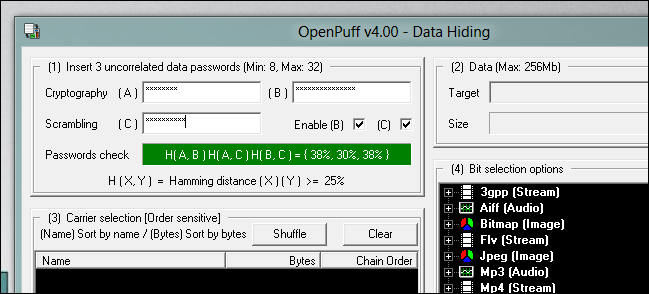 OpenPuff v4.00 - Data Hiding
(1) Insert 3 uncorrelated data passwords (Min: 8, Max: 32)
Cryptography (A) xxxxxxxx (B) xxxxxxxxxxxxxx
Scrambling (C) xxxxxxxxxx Enable (B) (C)
Passwords check H(A,B) H(A,C) H(B,C) = { 38%, 30%, 38% }
H(X,Y) = Hamming distance (X)(Y) >= 25%
(2) Data (Max: 256Mb)
Target
Size
(3) Carrier selection [Order sensitive]
(Name) Sort by name / (Bytes) Sort by bytes Shuffle Clear
Name Bytes Chain Order
(4) Bit selection options
3gpp (Stream)
Aiff (Audio)
Bitmap (Image)
Flv (Stream)
Jpeg (Image)
Mp3 (Audio)
Mp4 (Stream)